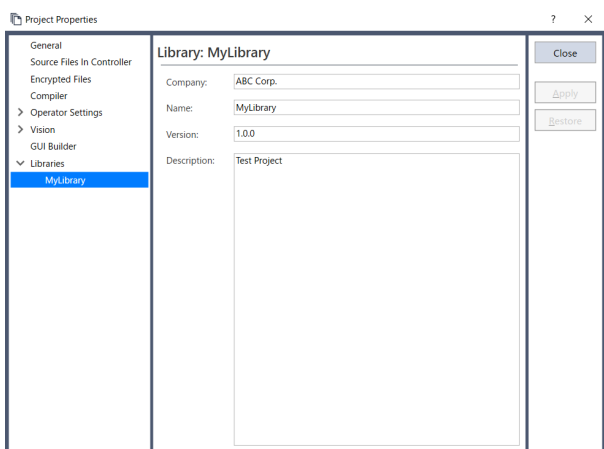 Project Properties
?
General
Source Files In Controller
Encrypted Files
Compiler
Operator Settings
Vision
GUI Builder
Libraries
MyLibrary
Library: MyLibrary
Company: ABC Corp.
Name: MyLibrary
Version: 1.0.0
Description: Test Project
Close
Apply
Restore